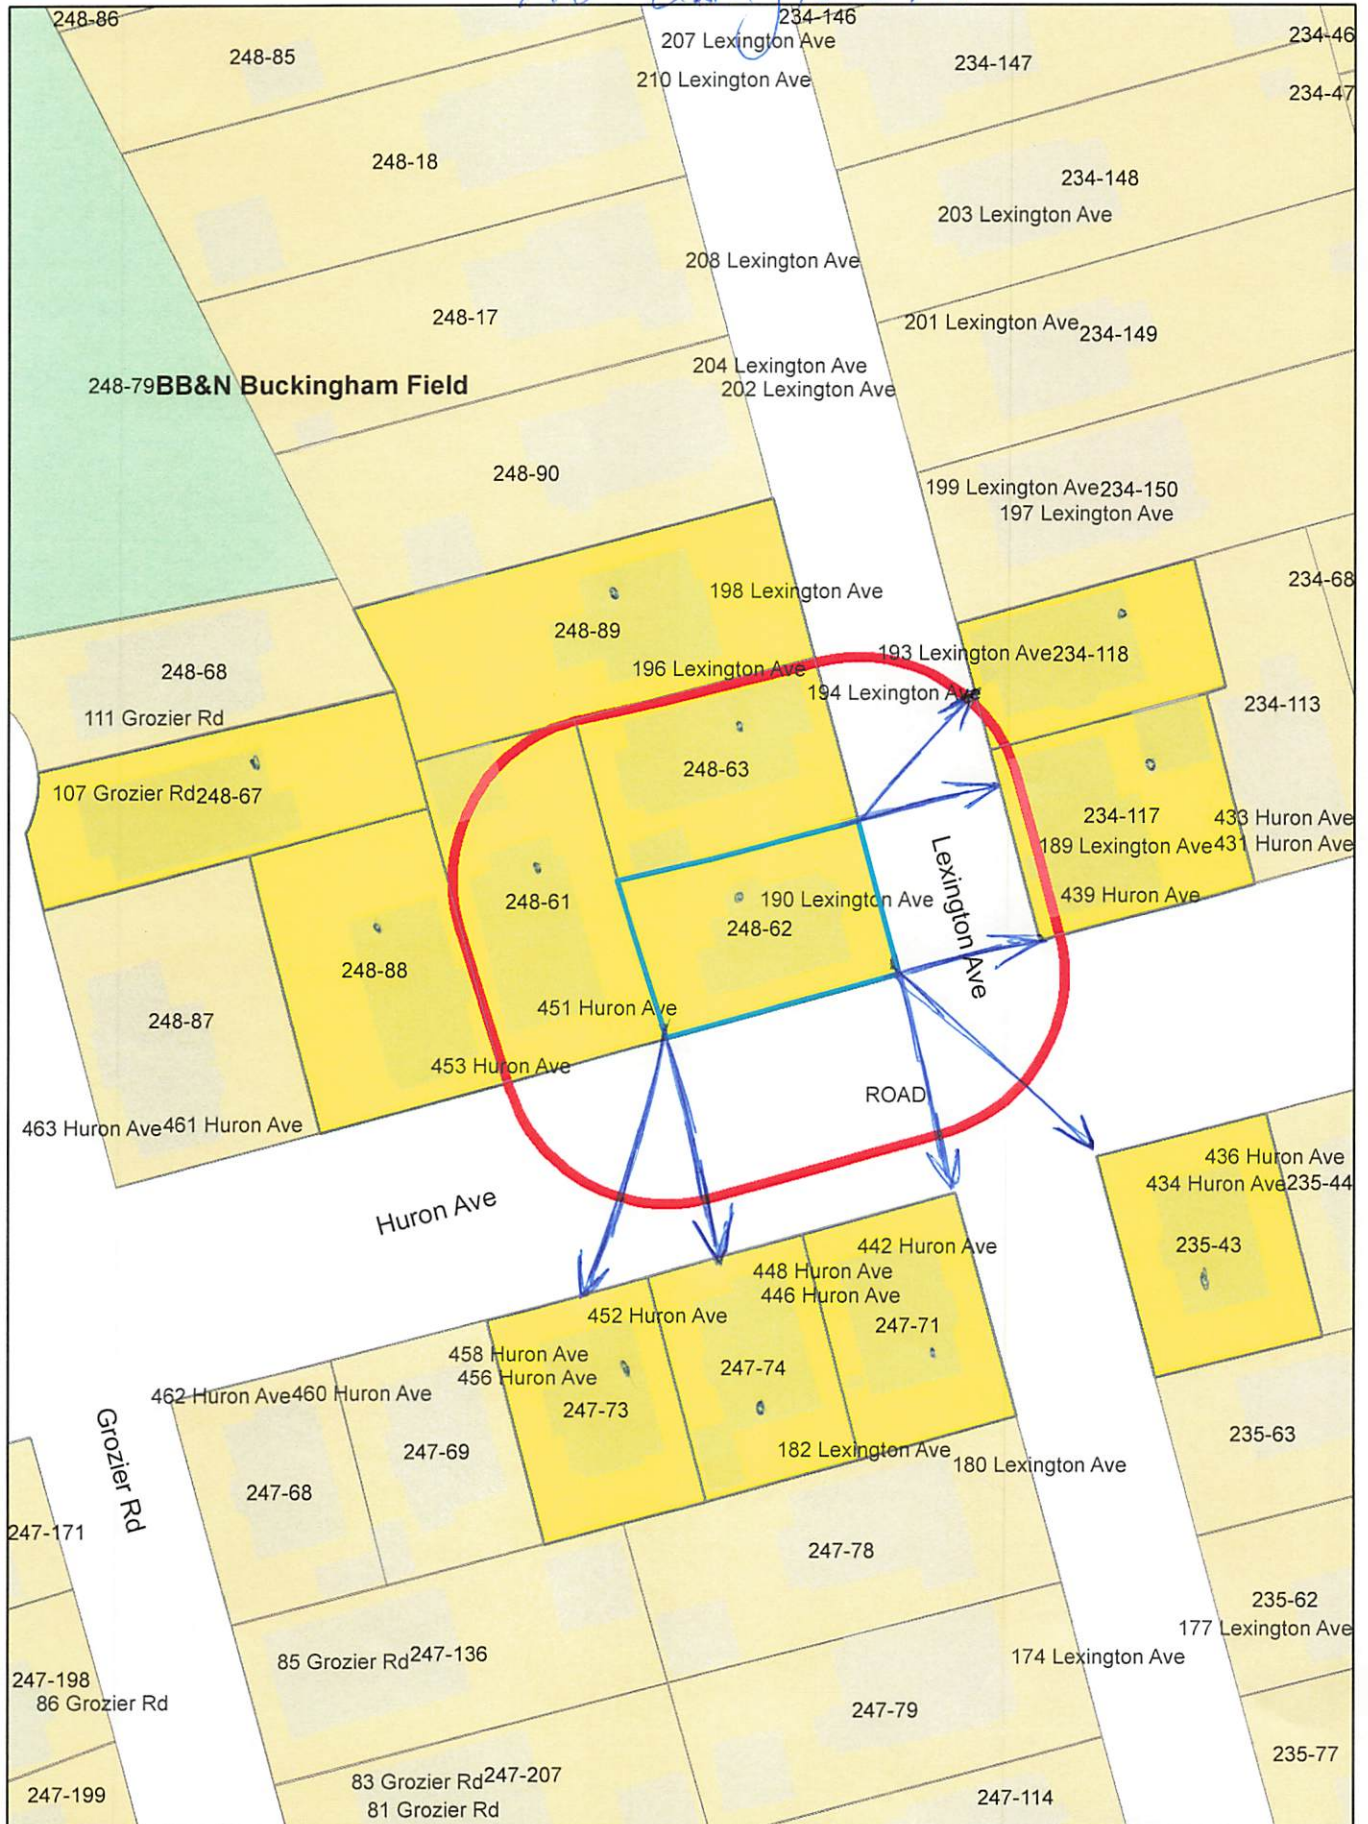 248-86
234-146
207 Lexington Ave
234-46
248-85
234-147
210 Lexington Ave
234-47
248-18
234-148
203 Lexington Ave
208 Lexington Ave
248-17
201 Lexington Ave
234-149
204 Lexington Ave
248-79 BB&N Buckingham Field
202 Lexington Ave
248-90
199 Lexington Ave 234-150
197 Lexington Ave
234-68
198 Lexington Ave
248-89
193 Lexington Ave 234-118
248-68
196 Lexington Ave
194 Lexington Ave
234-113
111 Grozier Rd
248-63
107 Grozier Rd 248-67
234-117
433 Huron Ave
189 Lexington Ave 431 Huron Ave
439 Huron Ave
248-61
190 Lexington Ave
Lexington Ave
248-62
248-88
451 Huron Ave
248-87
453 Huron Ave
ROAD
463 Huron Ave 461 Huron Ave
436 Huron Ave
434 Huron Ave 235-44
Huron Ave
442 Huron Ave
235-43
448 Huron Ave
446 Huron Ave
452 Huron Ave
247-71
458 Huron Ave
247-74
456 Huron Ave
462 Huron Ave 460 Huron Ave
247-73
235-63
247-69
182 Lexington Ave
180 Lexington Ave
Grozier Rd
247-68
247-171
247-78
235-62
177 Lexington Ave
85 Grozier Rd 247-136
174 Lexington Ave
247-198
86 Grozier Rd
247-79
235-77
83 Grozier Rd 247-207
247-199
81 Grozier Rd
247-114